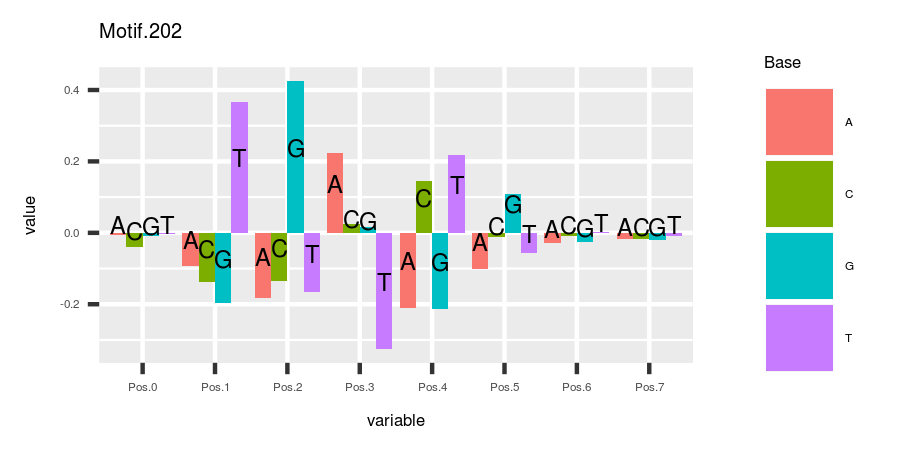 Motif.202
Base
A
C
G
T
value
0.4
0.2
0.0
-0.2
A C G T A C G T A C G T A C G T A C G T A C G T A C G T A C G T
Pos.0 Pos.1 Pos.2 Pos.3 Pos.4 Pos.5 Pos.6 Pos.7
variable